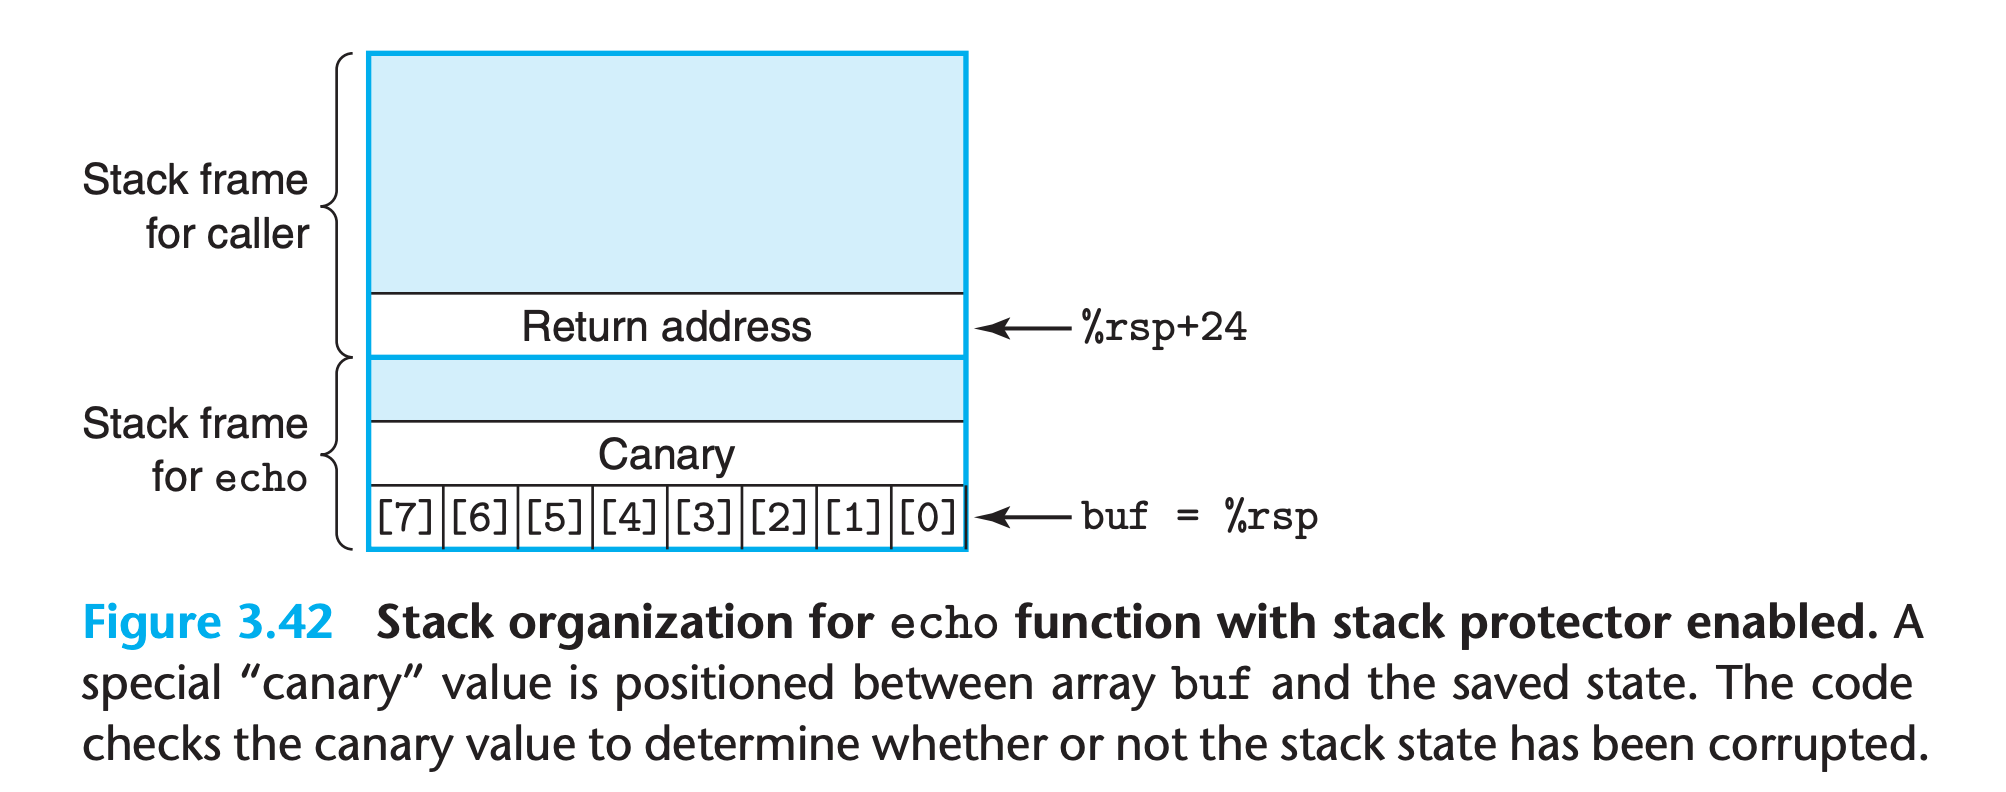 Stack frame
for caller
Return address
%rsp+24
Stack frame
for echo
Canary
[7] [6] [5] [4] [3] [2] [1] [0]
buf = %rsp
Figure 3.42 Stack organization for echo function with stack protector enabled. A
special “canary” value is positioned between array buf and the saved state. The code
checks the canary value to determine whether or not the stack state has been corrupted.